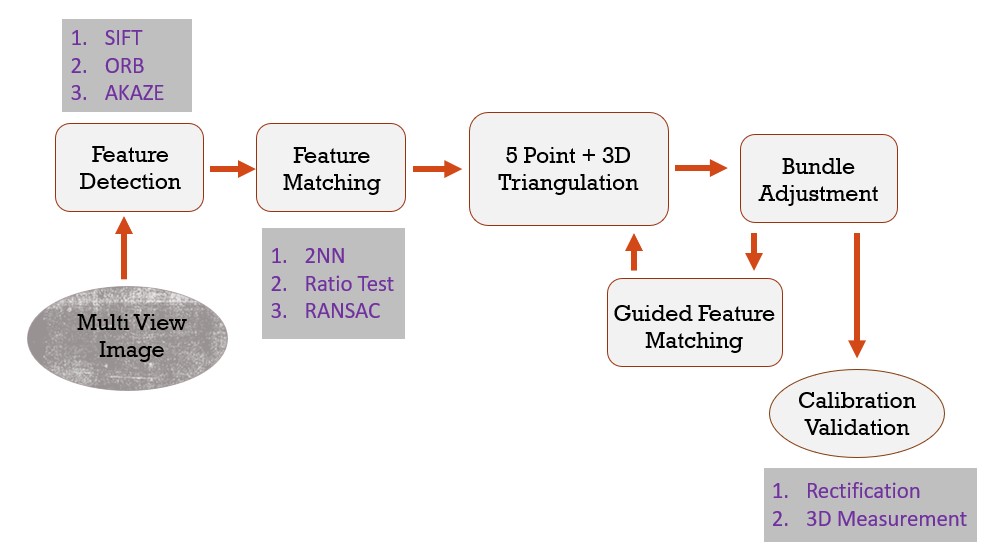 1. SIFT
2. ORB
3. AKAZE
Feature
Detection
Feature
Matching
5 Point + 3D
Triangulation
Bundle
Adjustment
Multi View
Image
1. 2NN
2. Ratio Test
3. RANSAC
Guided Feature
Matching
Calibration
Validation
1. Rectification
2. 3D Measurement